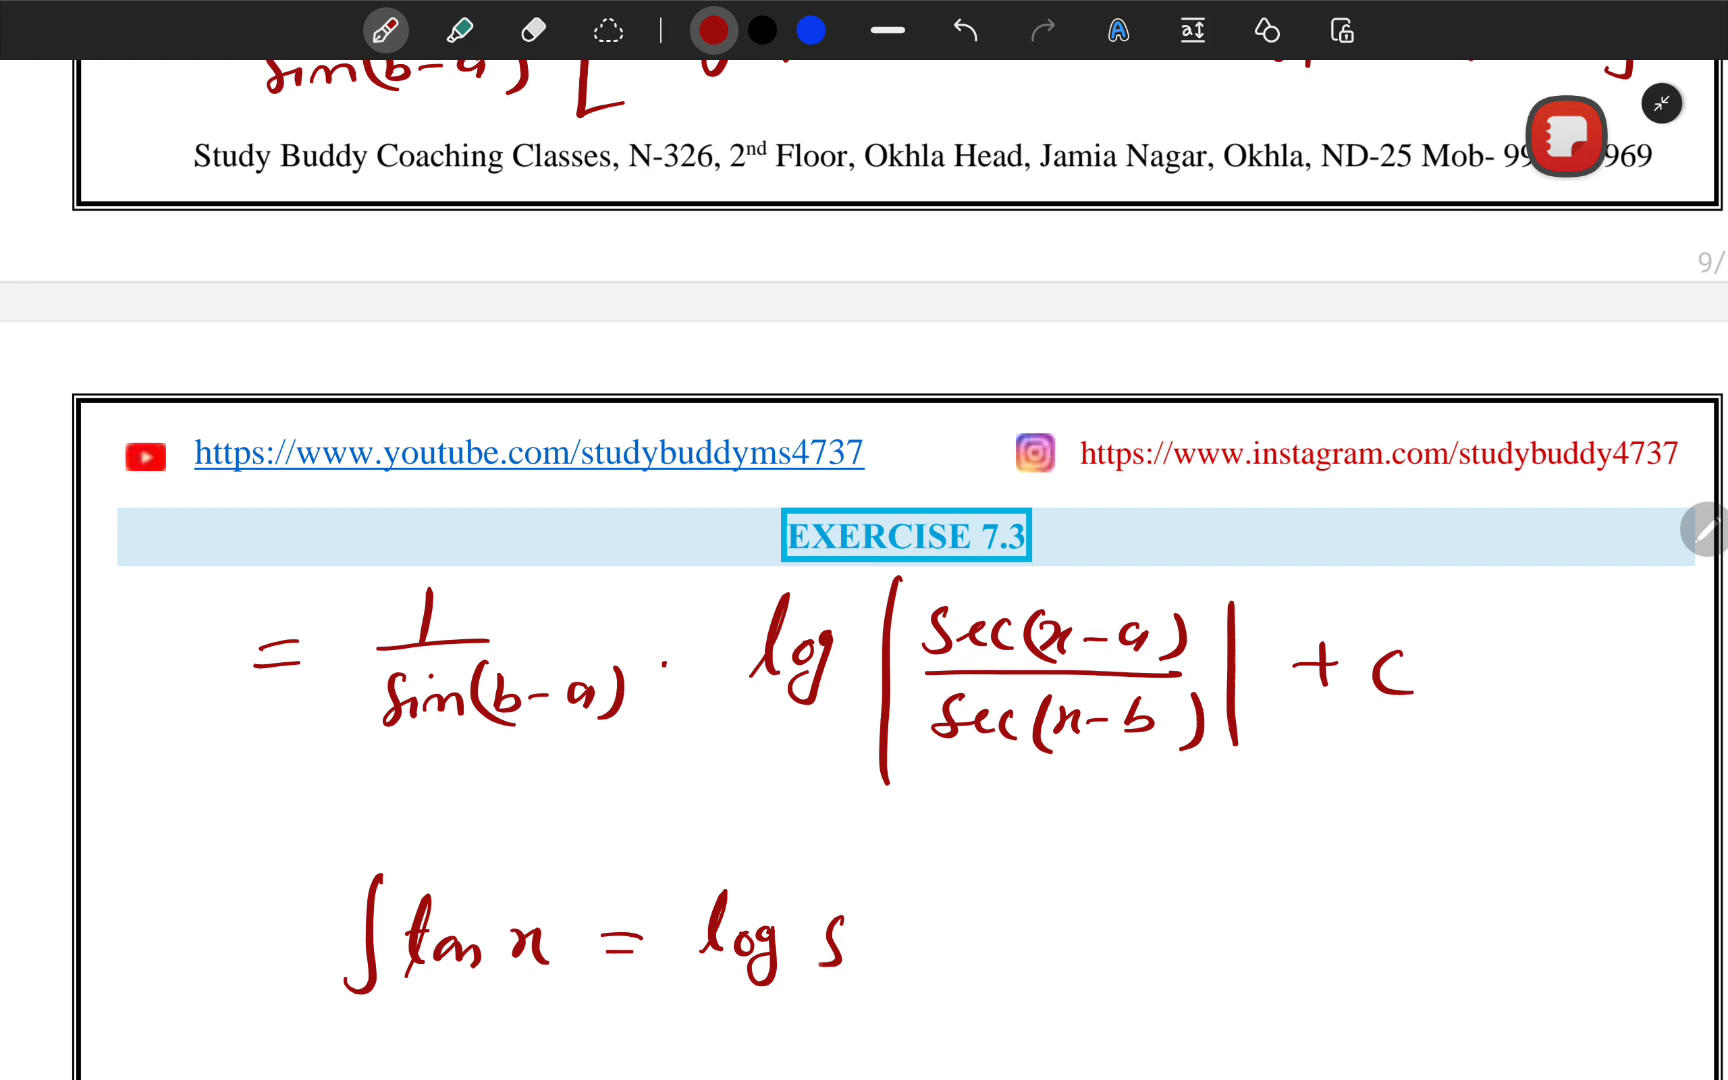 sin(b-a) [
Study Buddy Coaching Classes, N-326, 2nd Floor, Okhla Head, Jamia Nagar, Okhla, ND-25 Mob- 99 969
9/
https://www.youtube.com/studybuddyms4737 https://www.instagram.com/studybuddy4737
EXERCISE 7.3
= 1/sin(b-a) . log |sec(x-a)/sec(x-b)| + c
∫ tan x = log s